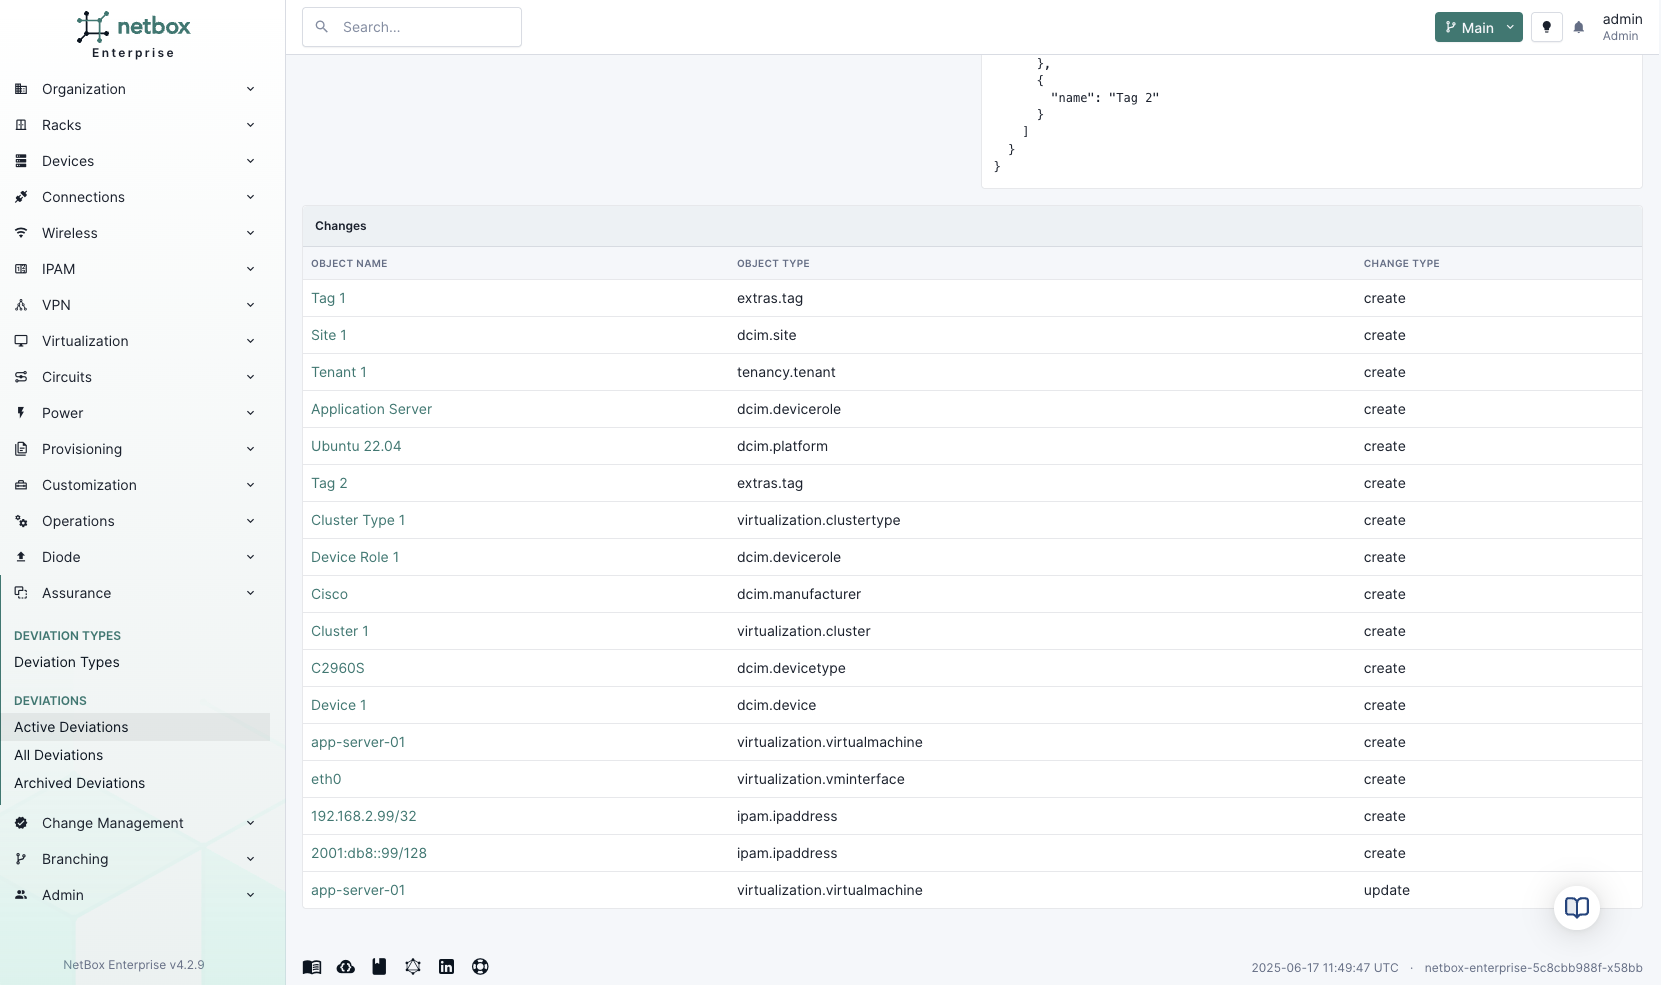 netbox
Enterprise
Search...
Main
admin
Admin
Organization
Racks
Devices
Connections
Wireless
IPAM
VPN
Virtualization
Circuits
Power
Provisioning
Customization
Operations
Diode
Assurance
DEVIATION TYPES
Deviation Types
DEVIATIONS
Active Deviations
All Deviations
Archived Deviations
Change Management
Branching
Admin
NetBox Enterprise v4.2.9
},
{
"name": "Tag 2"
}
]
}
}
Changes
OBJECT NAME OBJECT TYPE CHANGE TYPE
Tag 1 extras.tag create
Site 1 dcim.site create
Tenant 1 tenancy.tenant create
Application Server dcim.devicerole create
Ubuntu 22.04 dcim.platform create
Tag 2 extras.tag create
Cluster Type 1 virtualization.clustertype create
Device Role 1 dcim.devicerole create
Cisco dcim.manufacturer create
Cluster 1 virtualization.cluster create
C2960S dcim.devicetype create
Device 1 dcim.device create
app-server-01 virtualization.virtualmachine create
eth0 virtualization.vminterface create
192.168.2.99/32 ipam.ipaddress create
2001:db8::99/128 ipam.ipaddress create
app-server-01 virtualization.virtualmachine update
2025-06-17 11:49:47 UTC · netbox-enterprise-5c8cbb988f-x58bb